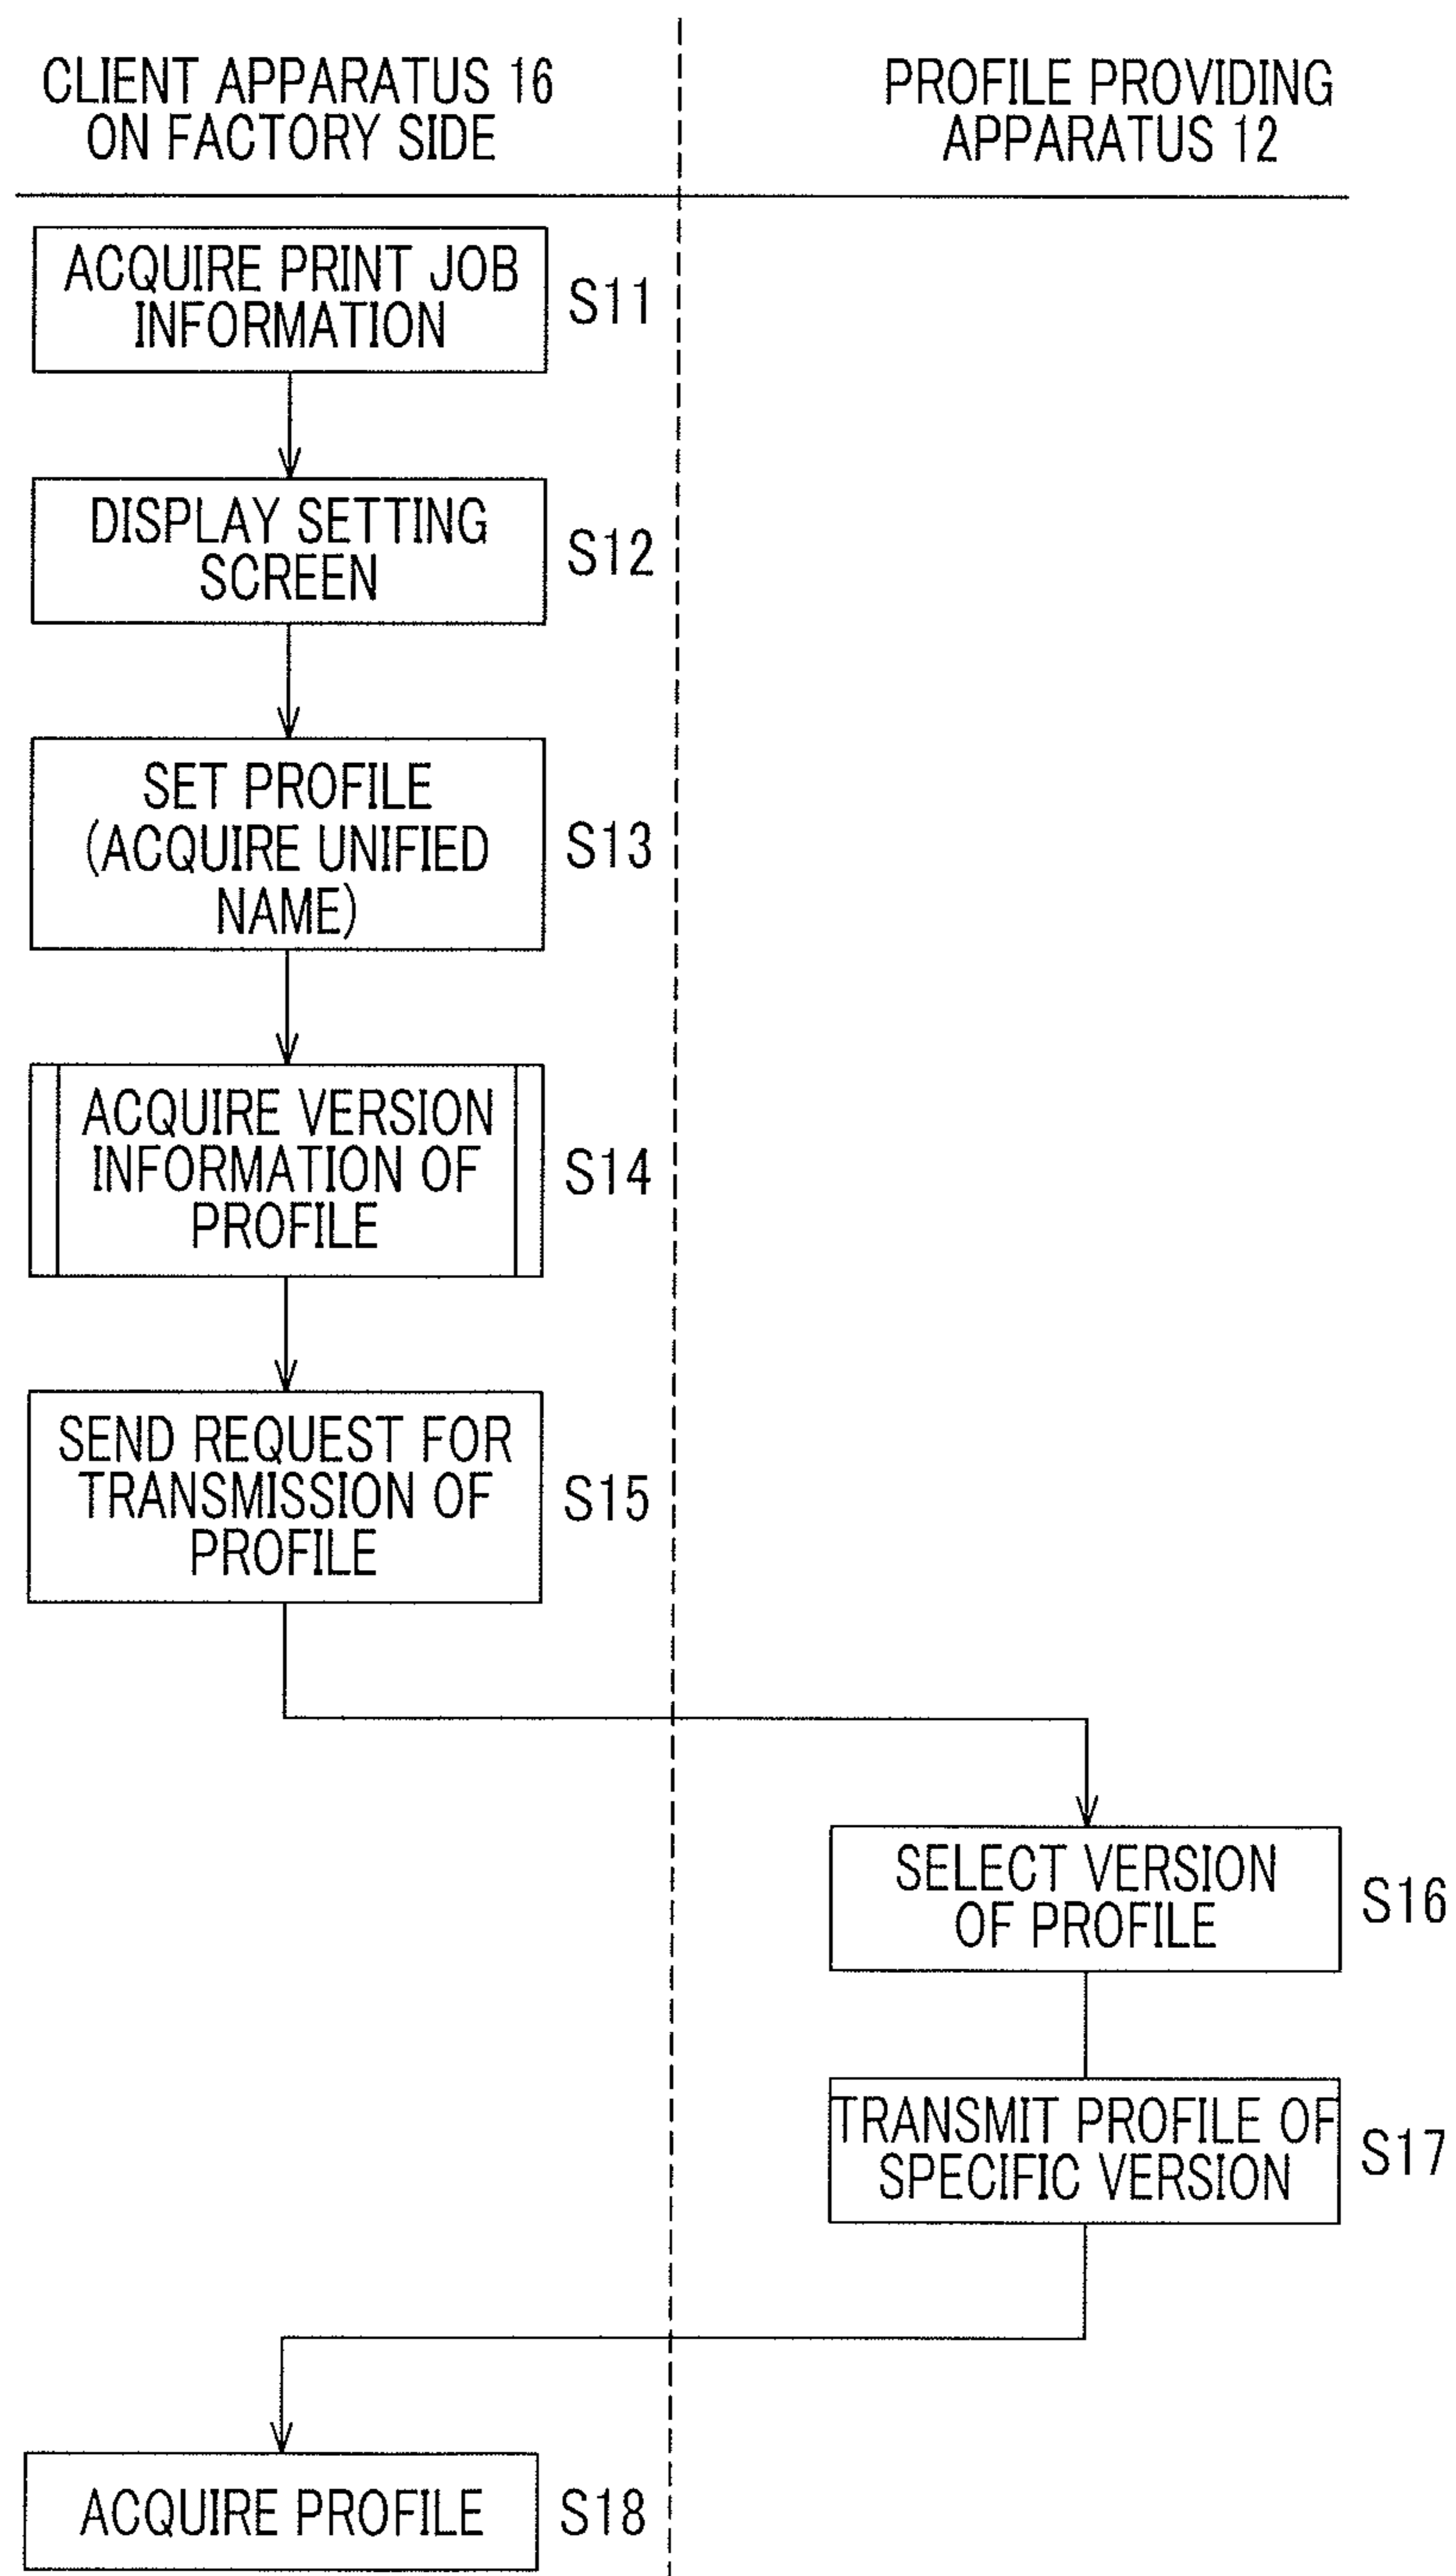 CLIENT APPARATUS 16
ON FACTORY SIDE
PROFILE PROVIDING
APPARATUS 12
ACQUIRE PRINT JOB
INFORMATION
S11
DISPLAY SETTING
SCREEN
S12
SET PROFILE
(ACQUIRE UNIFIED
NAME)
S13
ACQUIRE VERSION
INFORMATION OF
PROFILE
S14
SEND REQUEST FOR
TRANSMISSION OF
PROFILE
S15
SELECT VERSION
OF PROFILE
S16
TRANSMIT PROFILE OF
SPECIFIC VERSION
S17
ACQUIRE PROFILE
S18